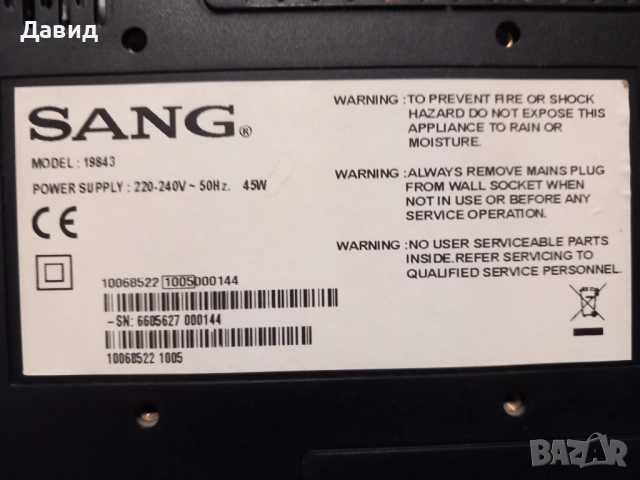 Давид
SANG®
MODEL : 19843
POWER SUPPLY : 220-240V ~ 50Hz. 45W
CE
10068522 1005000144
-SN: 6605627 000144
10068522 1005
WARNING :TO PREVENT FIRE OR SHOCK
HAZARD DO NOT EXPOSE THIS
APPLIANCE TO RAIN OR
MOISTURE.
WARNING :ALWAYS REMOVE MAINS PLUG
FROM WALL SOCKET WHEN
NOT IN USE OR BEFORE ANY
SERVICE OPERATION.
WARNING :NO USER SERVICEABLE PARTS
INSIDE.REFER SERVICING TO
QUALIFIED SERVICE PERSONNEL.
BAZAR